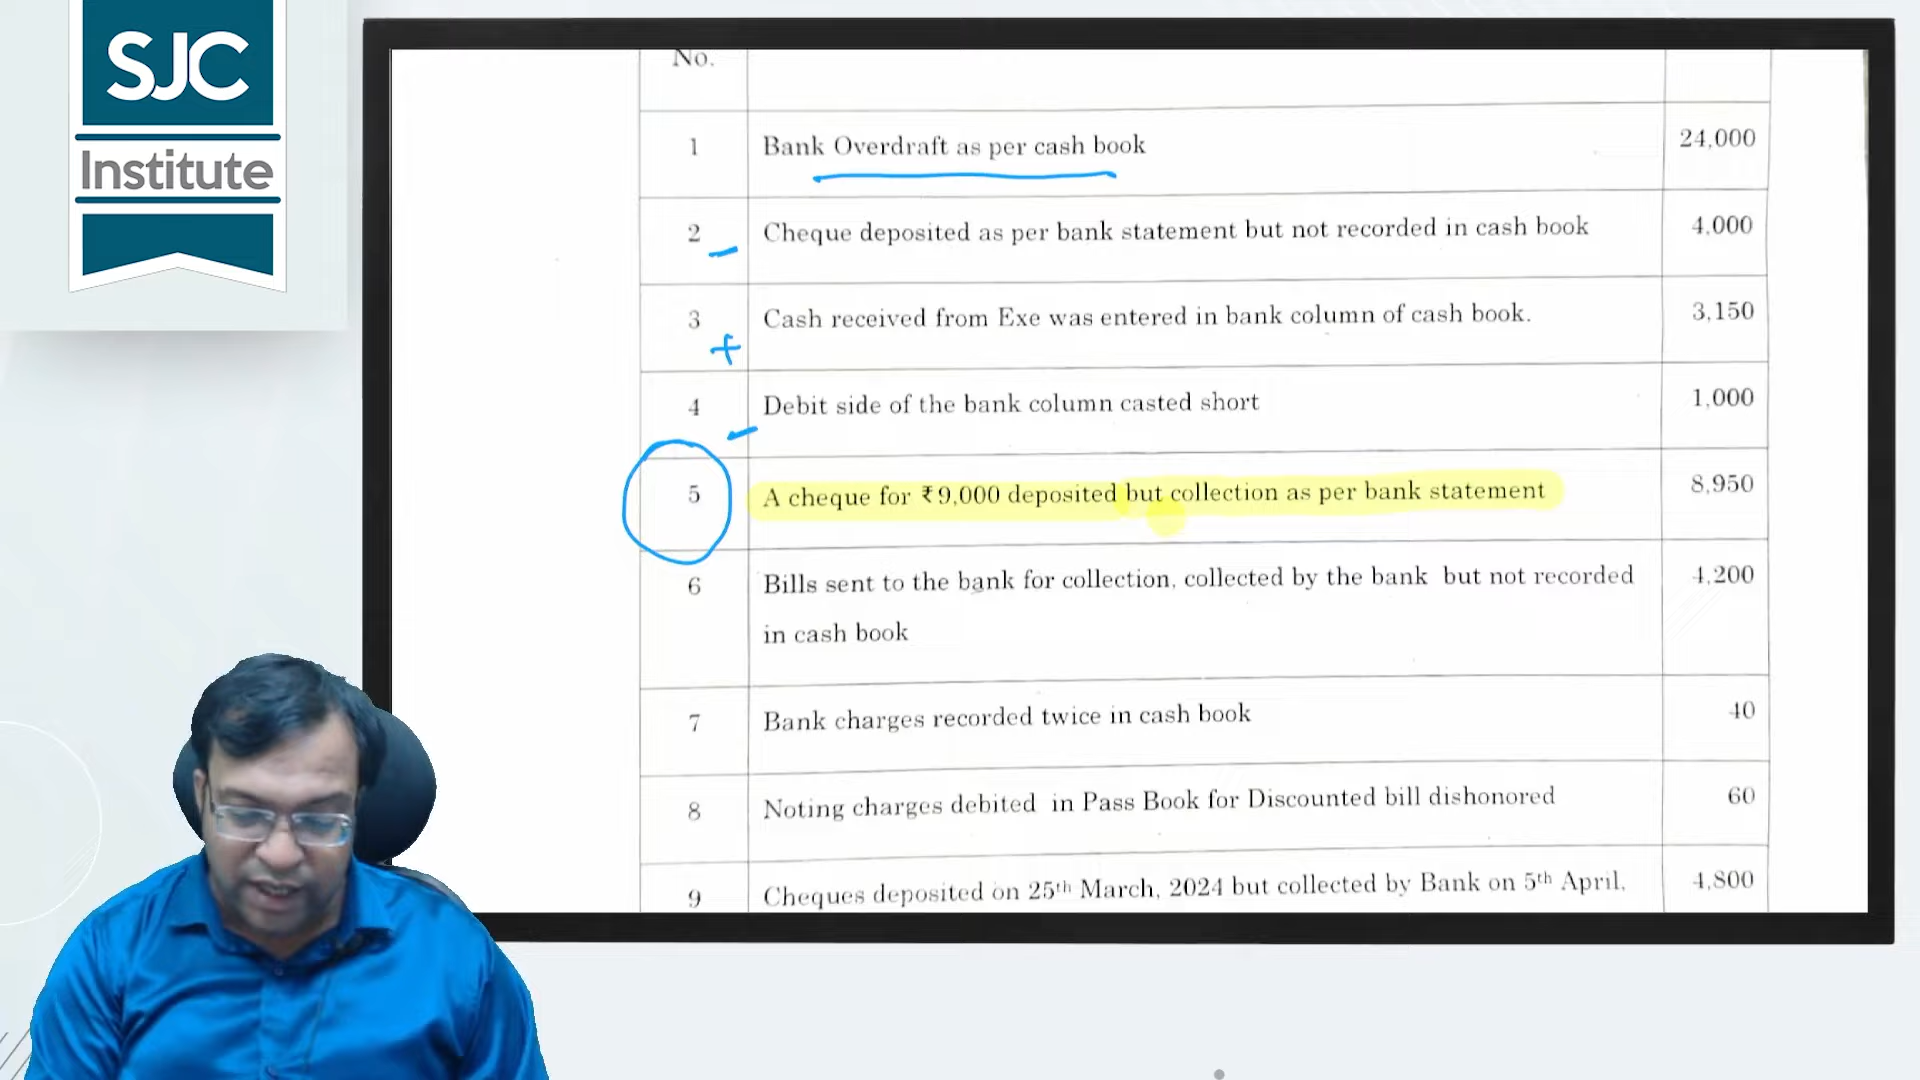 SJC
Institute
No.
1 Bank Overdraft as per cash book 24,000
2 Cheque deposited as per bank statement but not recorded in cash book 4,000
3 Cash received from Exe was entered in bank column of cash book. 3,150
4 Debit side of the bank column casted short 1,000
5 A cheque for ₹9,000 deposited but collection as per bank statement 8,950
6 Bills sent to the bank for collection, collected by the bank but not recorded 4,200
in cash book
7 Bank charges recorded twice in cash book 40
8 Noting charges debited in Pass Book for Discounted bill dishonored 60
9 Cheques deposited on 25th March, 2024 but collected by Bank on 5th April, 4,800